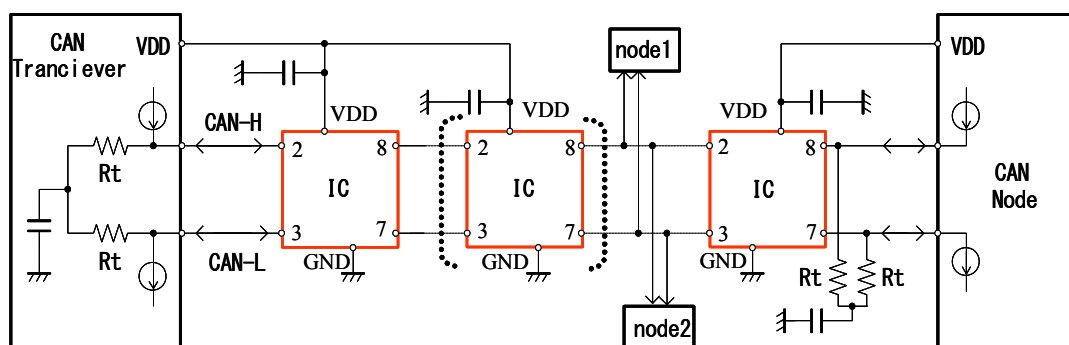 CAN
Tranciever
VDD
CAN-H
Rt
Rt
CAN-L
VDD
2
8
IC
3
7
GND
VDD
2
8
IC
3
7
GND
node1
node2
VDD
2
8
IC
3
7
GND
Rt
Rt
VDD
CAN
Node